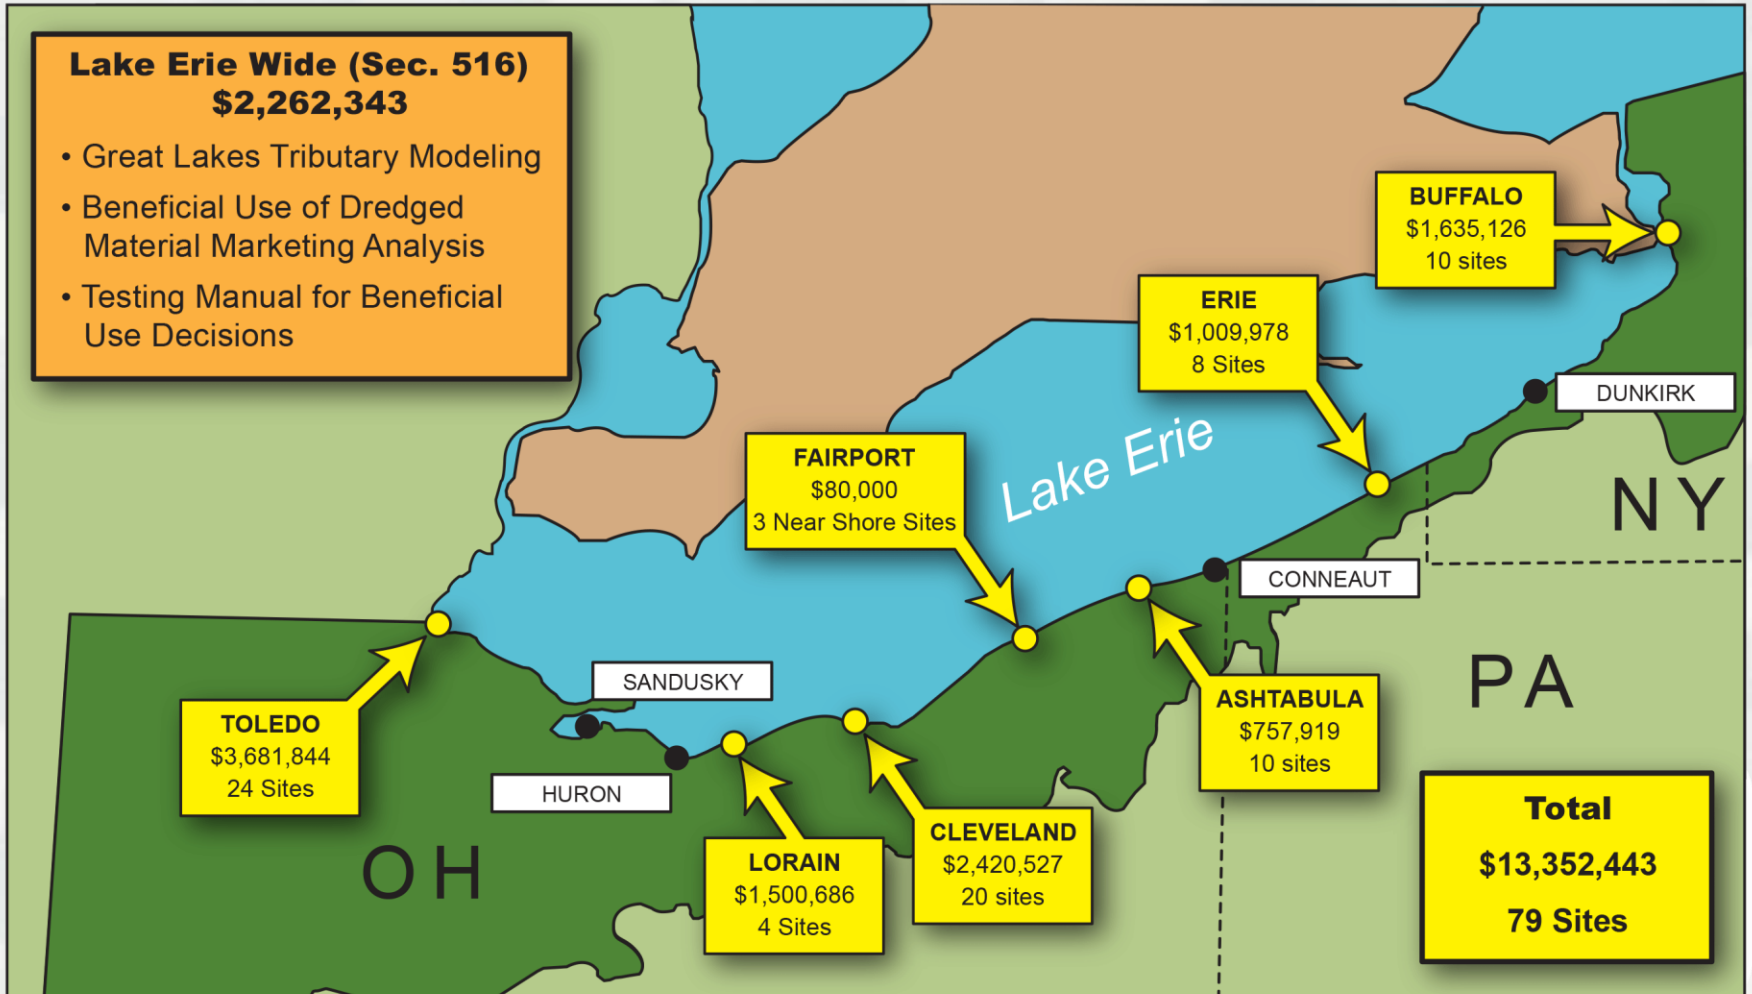 Lake Erie Wide (Sec. 516)
$2,262,343
• Great Lakes Tributary Modeling
• Beneficial Use of Dredged
Material Marketing Analysis
• Testing Manual for Beneficial
Use Decisions
BUFFALO
$1,635,126
10 sites
ERIE
$1,009,978
8 Sites
DUNKIRK
FAIRPORT
$80,000
3 Near Shore Sites
Lake Erie
NY
CONNEAUT
SANDUSKY
PA
TOLEDO
$3,681,844
24 Sites
ASHTABULA
$757,919
10 sites
HURON
OH
LORAIN
$1,500,686
4 Sites
CLEVELAND
$2,420,527
20 sites
Total
$13,352,443
79 Sites